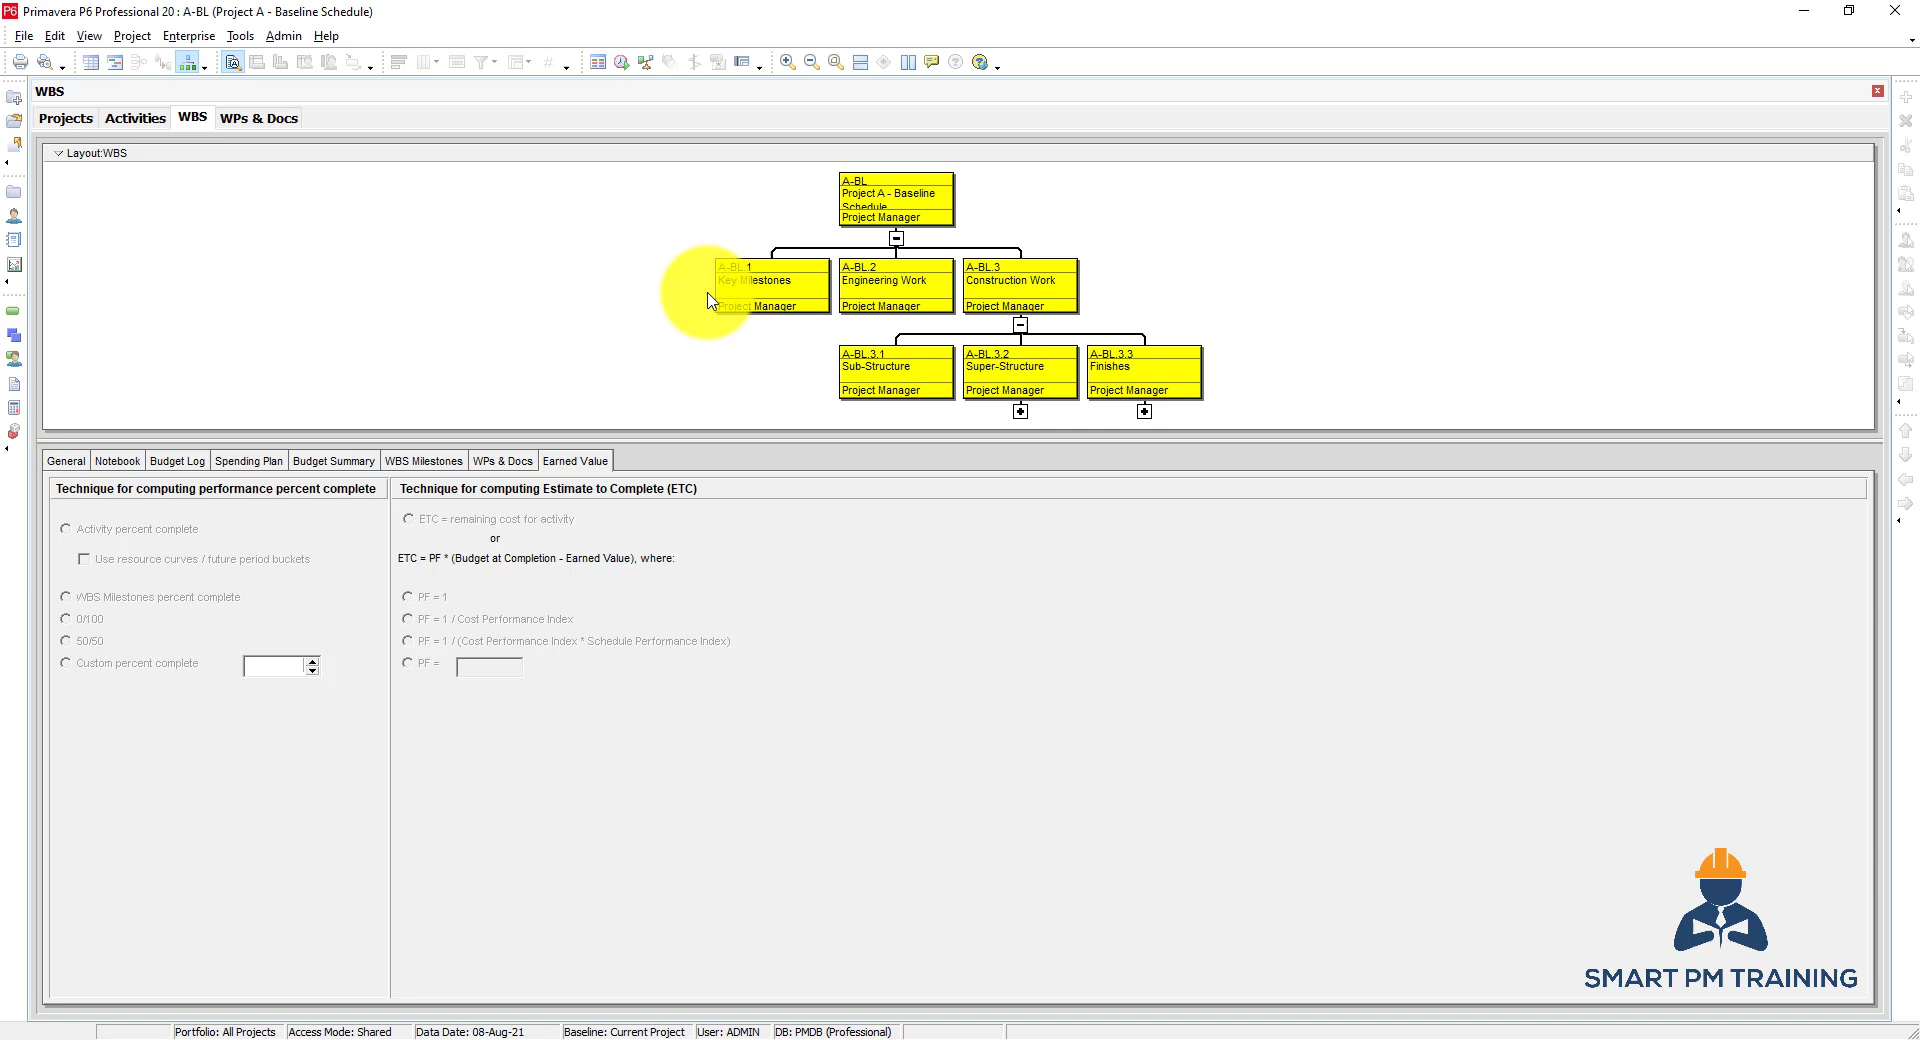 P6 Primavera P6 Professional 20 : A-BL (Project A - Baseline Schedule)
File Edit View Project Enterprise Tools Admin Help
WBS
Projects Activities WBS WPs & Docs
Layout:WBS
A-BL
Project A - Baseline
Schedule
Project Manager
A-BL.1
Key Milestones
Project Manager
A-BL.2
Engineering Work
Project Manager
A-BL.3
Construction Work
Project Manager
A-BL.3.1
Sub-Structure
Project Manager
A-BL.3.2
Super-Structure
Project Manager
A-BL.3.3
Finishes
Project Manager
General Notebook Budget Log Spending Plan Budget Summary WBS Milestones WPs & Docs Earned Value
Technique for computing performance percent complete
Activity percent complete
Use resource curves / future period buckets
WBS Milestones percent complete
0/100
50/50
Custom percent complete
Technique for computing Estimate to Complete (ETC)
ETC = remaining cost for activity
or
ETC = PF * (Budget at Completion - Earned Value), where:
PF = 1
PF = 1 / Cost Performance Index
PF = 1 / (Cost Performance Index * Schedule Performance Index)
PF =
SMART PM TRAINING
Portfolio: All Projects Access Mode: Shared Data Date: 08-Aug-21 Baseline: Current Project User: ADMIN DB: PMDB (Professional)